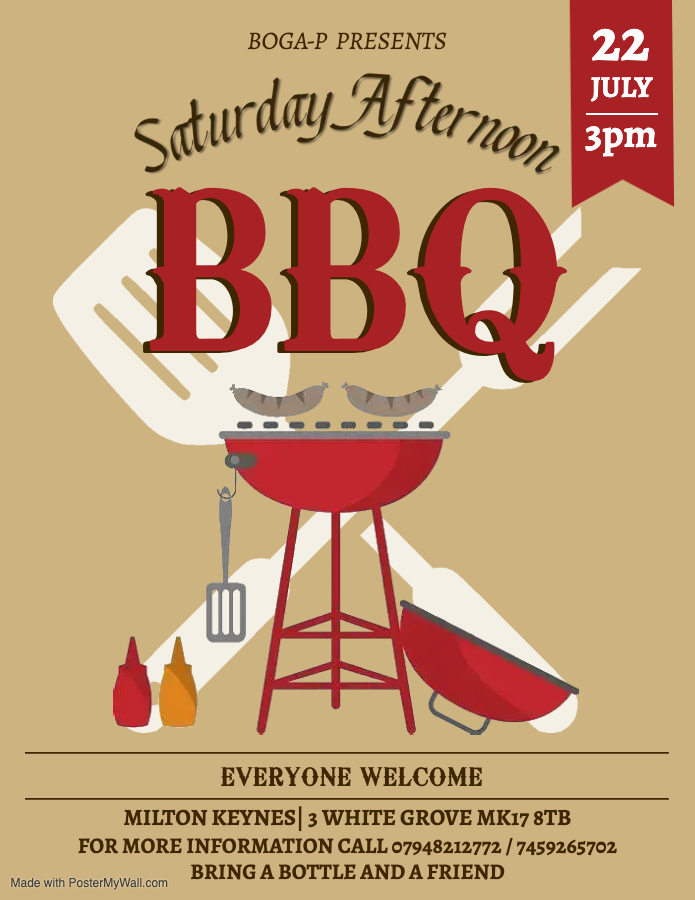 BOGA-P PRESENTS
22
JULY
3pm
Saturday Afternoon
BBQ
EVERYONE WELCOME
MILTON KEYNES| 3 WHITE GROVE MK17 8TB
FOR MORE INFORMATION CALL 07948212772 / 7459265702
BRING A BOTTLE AND A FRIEND
Made with PosterMyWall.com